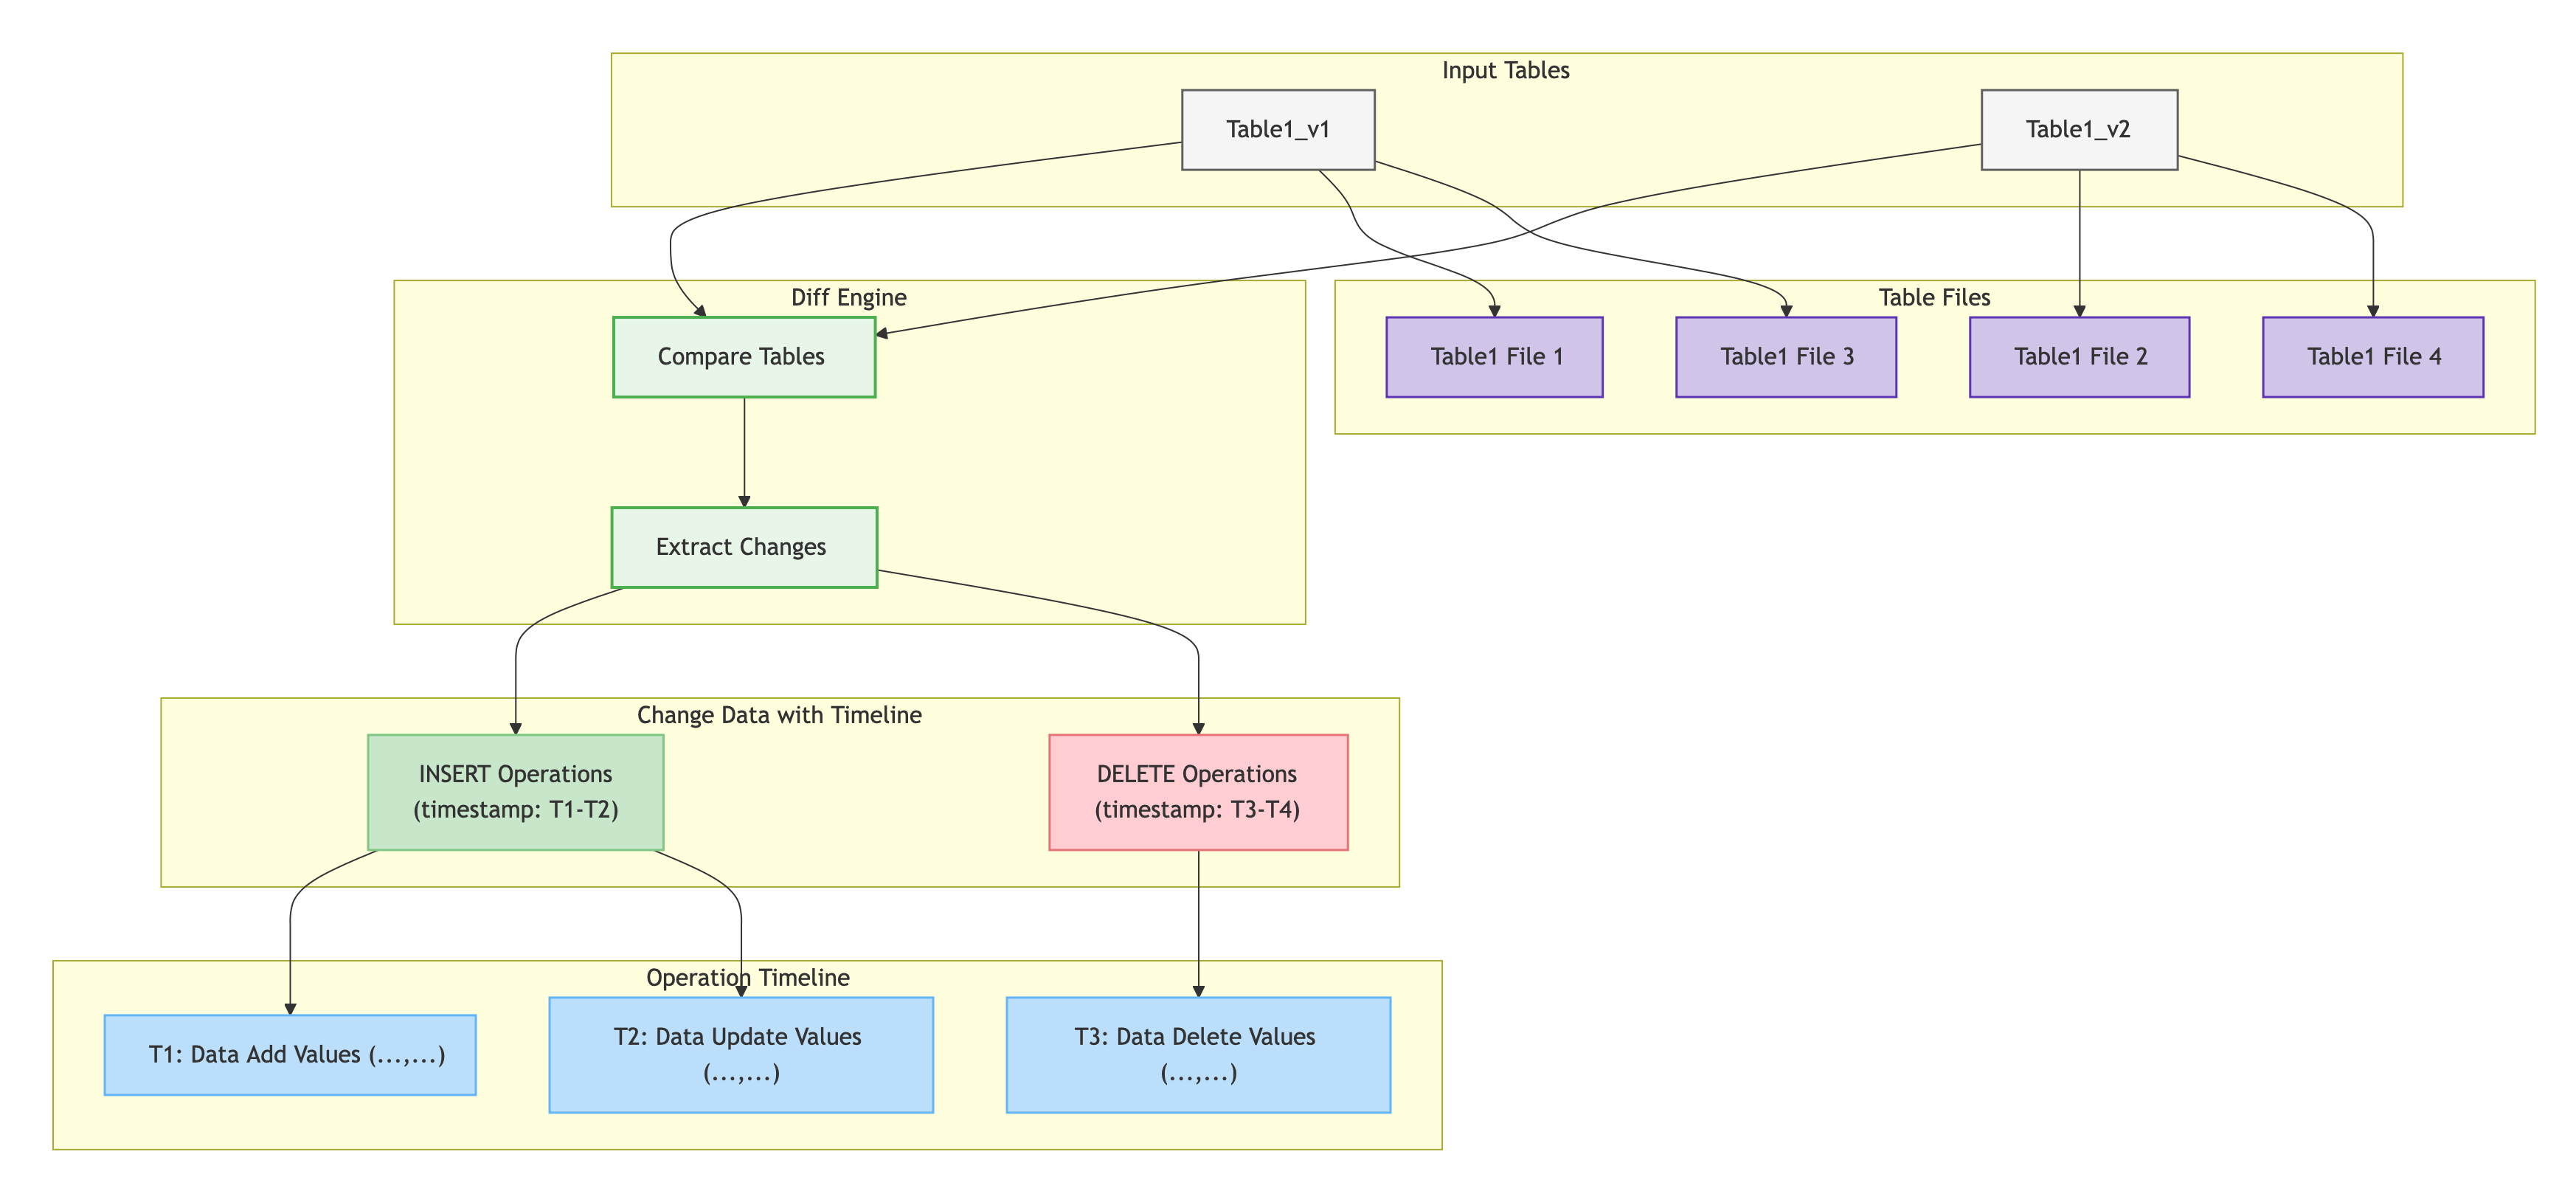 Input Tables
Table1_v1
Table1_v2
Diff Engine
Compare Tables
Extract Changes
Table Files
Table1 File 1
Table1 File 3
Table1 File 2
Table1 File 4
Change Data with Timeline
INSERT Operations
(timestamp: T1-T2)
DELETE Operations
(timestamp: T3-T4)
Operation Timeline
T1: Data Add Values (...,...)
T2: Data Update Values
(...,...)
T3: Data Delete Values
(...,...)